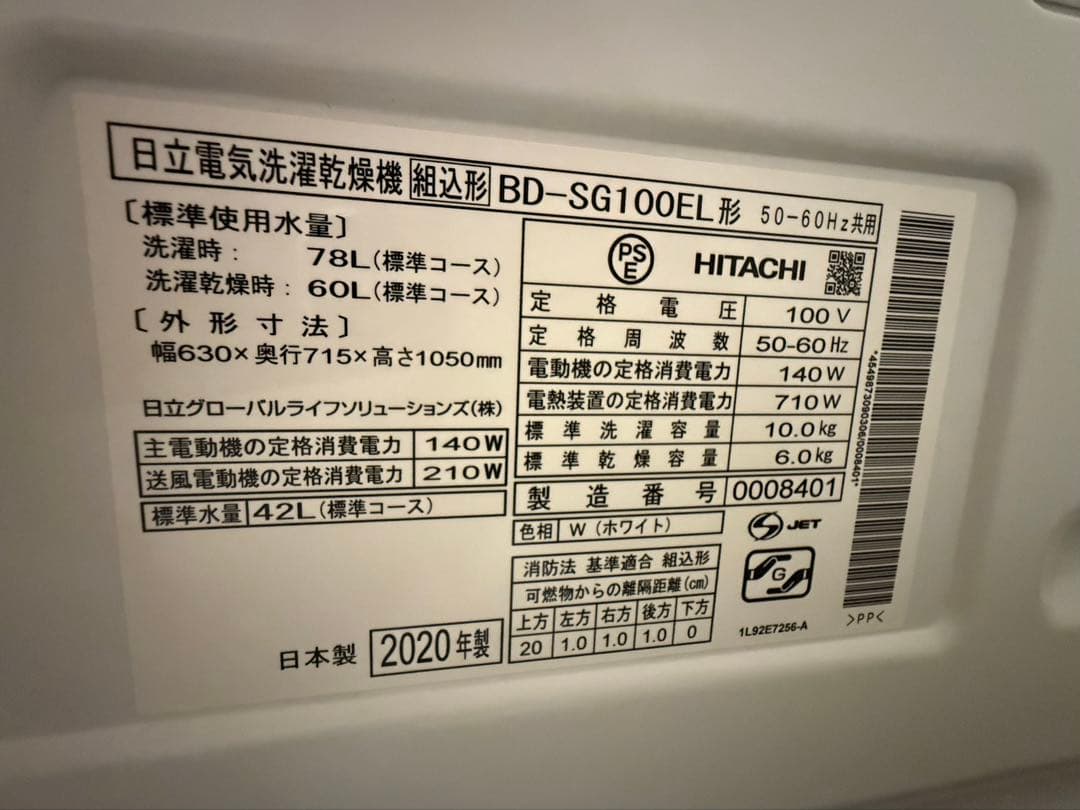 日立電気洗濯乾燥機 組込形 BD-SG100EL形 50-60Hz共用
〔標準使用水量〕
洗濯時： 78L(標準コース)
洗濯乾燥時： 60L(標準コース)
〔外形寸法〕
幅630×奥行715×高さ1050mm
日立グローバルライフソリューションズ(株)
主電動機の定格消費電力 140W
送風電動機の定格消費電力 210W
標準水量 42L(標準コース)
日本製 2020年製
PSE HITACHI
定格電圧 100V
定格周波数 50-60Hz
電動機の定格消費電力 140W
電熱装置の定格消費電力 710W
標準洗濯容量 10.0kg
標準乾燥容量 6.0kg
製造番号 0008401
色相 W（ホワイト）
消防法 基準適合 組込形
可燃物からの離隔距離(cm)
上方 左方 右方 後方 下方
20 1.0 1.0 1.0 0
S JET
G
1L92E7256-A
>PP<
*4549873090306/0008401*